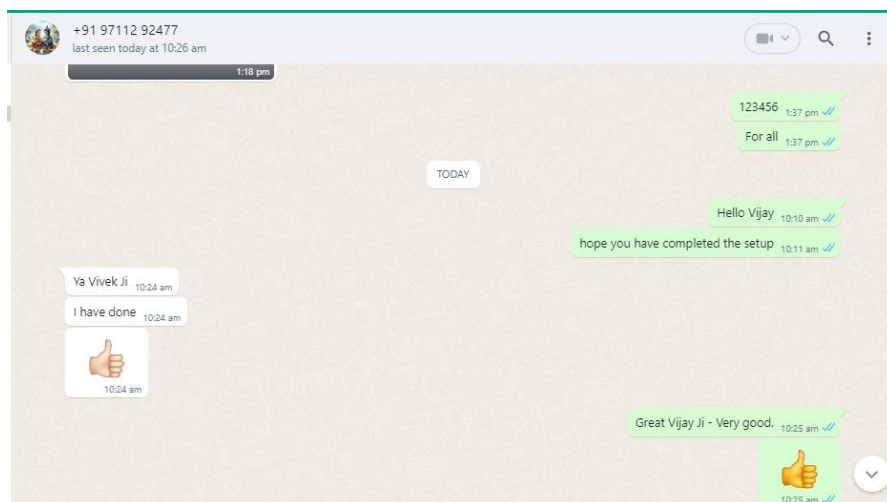 +91 97112 92477
last seen today at 10:26 am
1:18 pm
123456 1:37 pm
For all 1:37 pm
TODAY
Hello Vijay 10:10 am
hope you have completed the setup 10:11 am
Ya Vivek Ji 10:24 am
I have done 10:24 am
10:24 am
Great Vijay Ji - Very good. 10:25 am
10:25 am